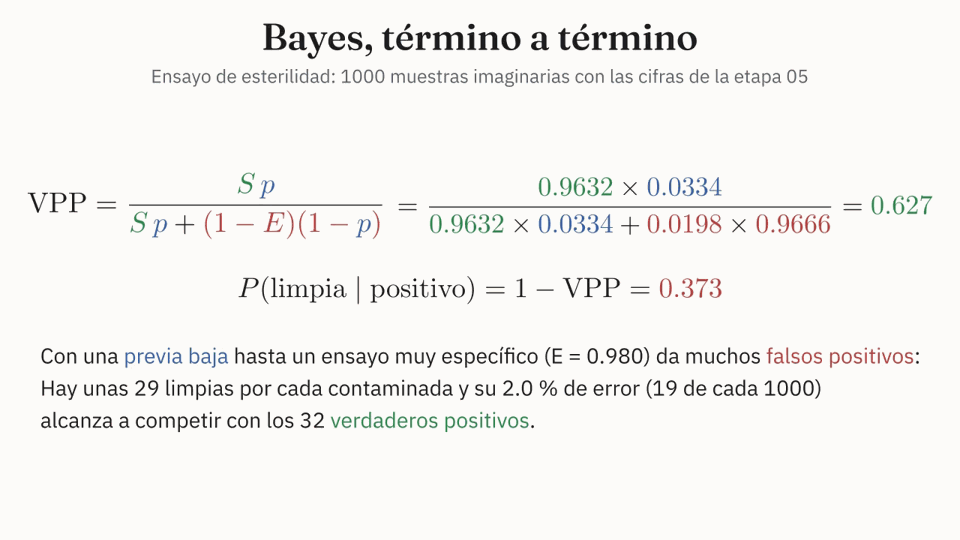 Bayes, término a término
Ensayo de esterilidad: 1000 muestras imaginarias con las cifras de la etapa 05
VPP = \frac{S p}{S p + (1 − E)(1 − p)} = \frac{0.9632 × 0.0334}{0.9632 × 0.0334 + 0.0198 × 0.9666} = 0.627
P(limpia | positivo) = 1 − VPP = 0.373
Con una previa baja hasta un ensayo muy específico (E = 0.980) da muchos falsos positivos:
Hay unas 29 limpias por cada contaminada y su 2.0 % de error (19 de cada 1000)
alcanza a competir con los 32 verdaderos positivos.